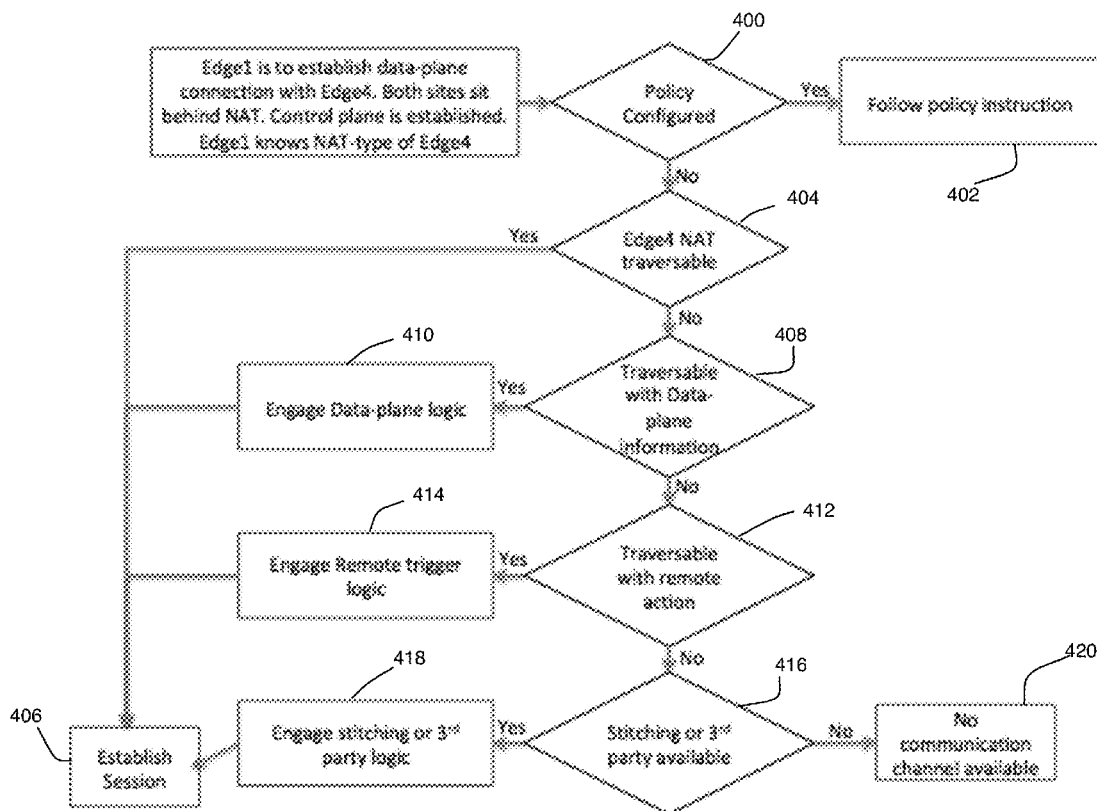 400
Edge1 is to establish data-plane
connection with Edge4. Both sites sit
behind NAT. Control plane is established.
Edge1 knows NAT-type of Edge4
Policy
Configured
Yes
Follow policy instruction
402
No
404
Yes
Edge4 NAT
traversable
No
410
408
Engage Data-plane logic
Yes
Traversable
with Data-
plane
information
No
414
412
Engage Remote trigger
logic
Yes
Traversable
with remote
action
No
418
416
420
406
Establish
Session
Engage stitching or 3rd
party logic
Yes
Stitching or 3rd
party available
No
No
communication
channel available